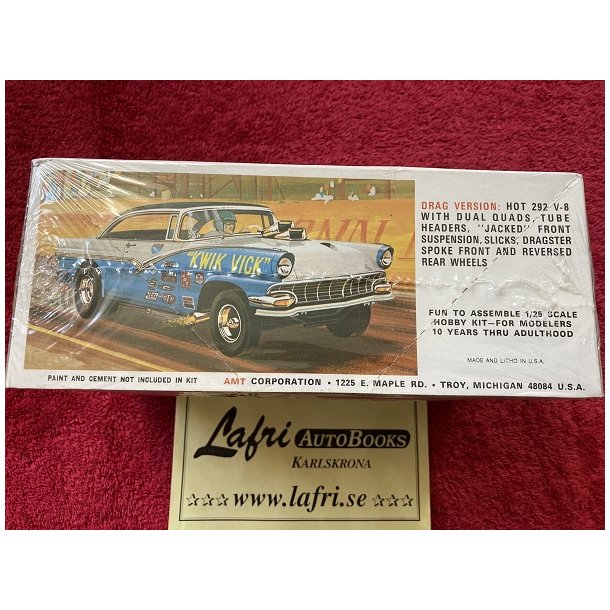 DRAG VERSION: HOT 292 V-8
WITH DUAL QUADS, TUBE
HEADERS, "JACKED" FRONT
SUSPENSION, SLICKS, DRAGSTER
SPOKE FRONT AND REVERSED
REAR WHEELS
"KWIK VICK"
FUN TO ASSEMBLE 1/25 SCALE
HOBBY KIT—FOR MODELERS
10 YEARS THRU ADULTHOOD
MADE AND LITHO IN U.S.A.
PAINT AND CEMENT NOT INCLUDED IN KIT
AMT CORPORATION • 1225 E. MAPLE RD. • TROY, MICHIGAN 48084 U.S.A.
Lafri AUTOBOOKS
KARLSKRONA
☆☆☆ www.lafri.se ☆☆☆